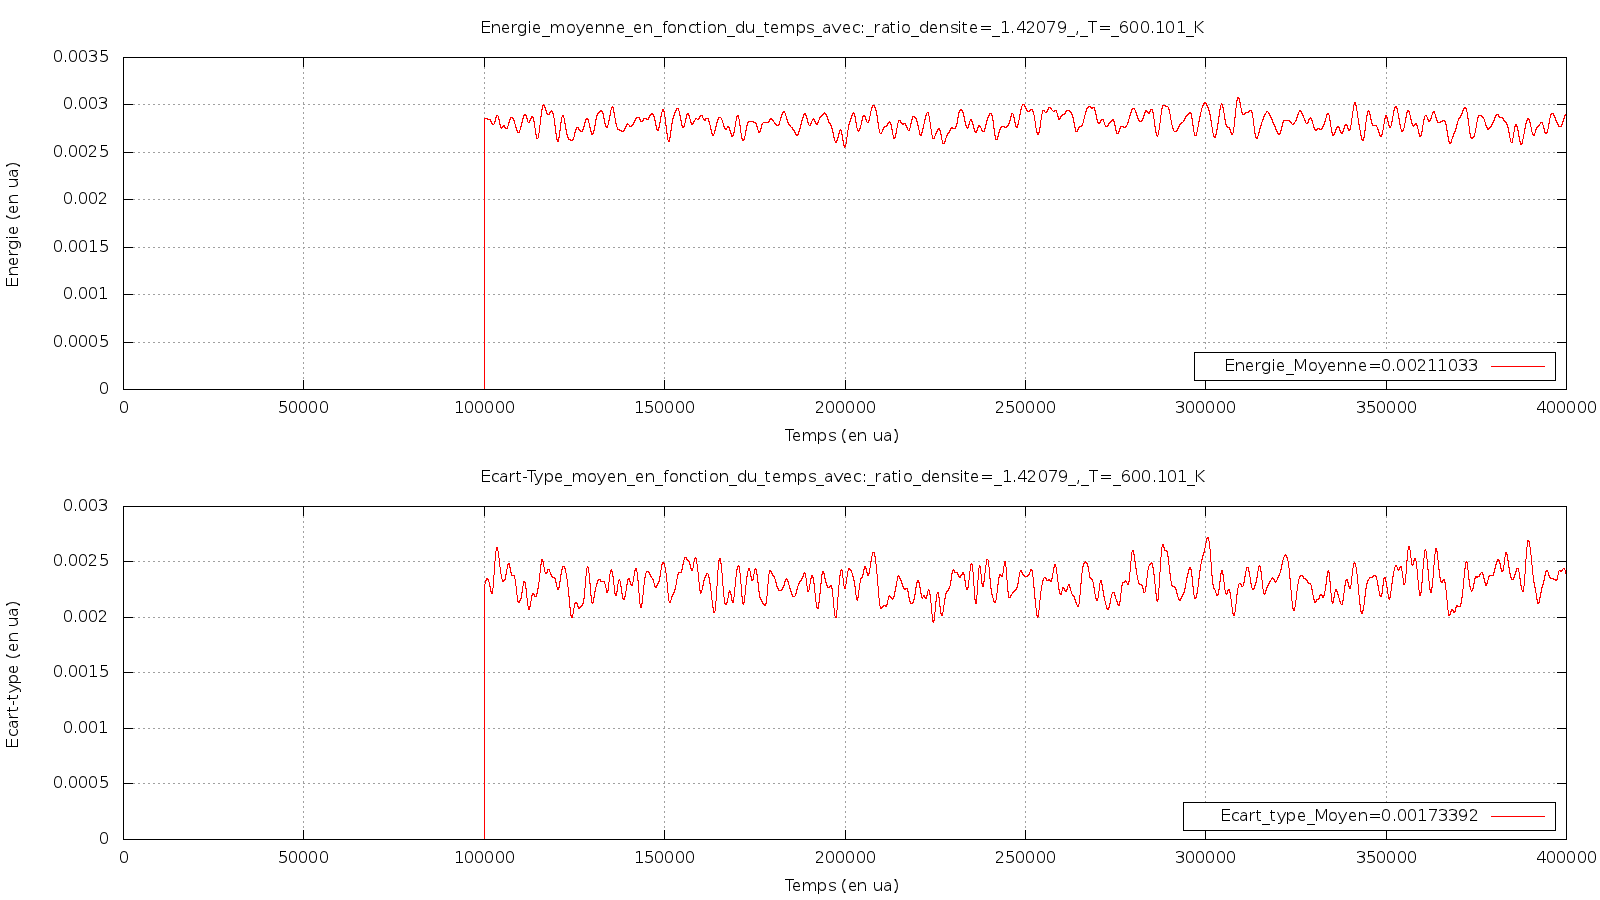 Energie_moyenne_en_fonction_du_temps_avec:_ratio_densite=_1.42079_,_T=_600.101_K
0.0035
0.003
0.0025
0.002
0.0015
0.001
0.0005
0
Energie (en ua)
Energie_Moyenne=0.00211033
0 50000 100000 150000 200000 250000 300000 350000 400000
Temps (en ua)
Ecart-Type_moyen_en_fonction_du_temps_avec:_ratio_densite=_1.42079_,_T=_600.101_K
0.003
0.0025
0.002
0.0015
0.001
0.0005
0
Ecart-type (en ua)
Ecart_type_Moyen=0.00173392
0 50000 100000 150000 200000 250000 300000 350000 400000
Temps (en ua)